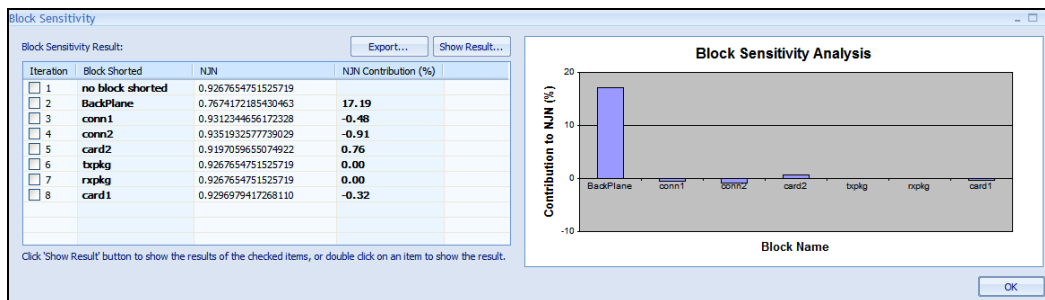 Block Sensitivity
Block Sensitivity Result:
Export...
Show Result...
Iteration Block Shorted NJN NJN Contribution (%)
1 no block shorted 0.9267654751525719
2 BackPlane 0.7674172185430463 17.19
3 conn1 0.9312344656172328 -0.48
4 conn2 0.9351932577739029 -0.91
5 card2 0.9197059655074922 0.76
6 txpkg 0.9267654751525719 0.00
7 rxpkg 0.9267654751525719 0.00
8 card1 0.9296979417268110 -0.32
Click 'Show Result' button to show the results of the checked items, or double click on an item to show the result.
Block Sensitivity Analysis
Contribution to NJN (%)
20
10
0
-10
BackPlane conn1 conn2 card2 txpkg rxpkg card1
Block Name
OK